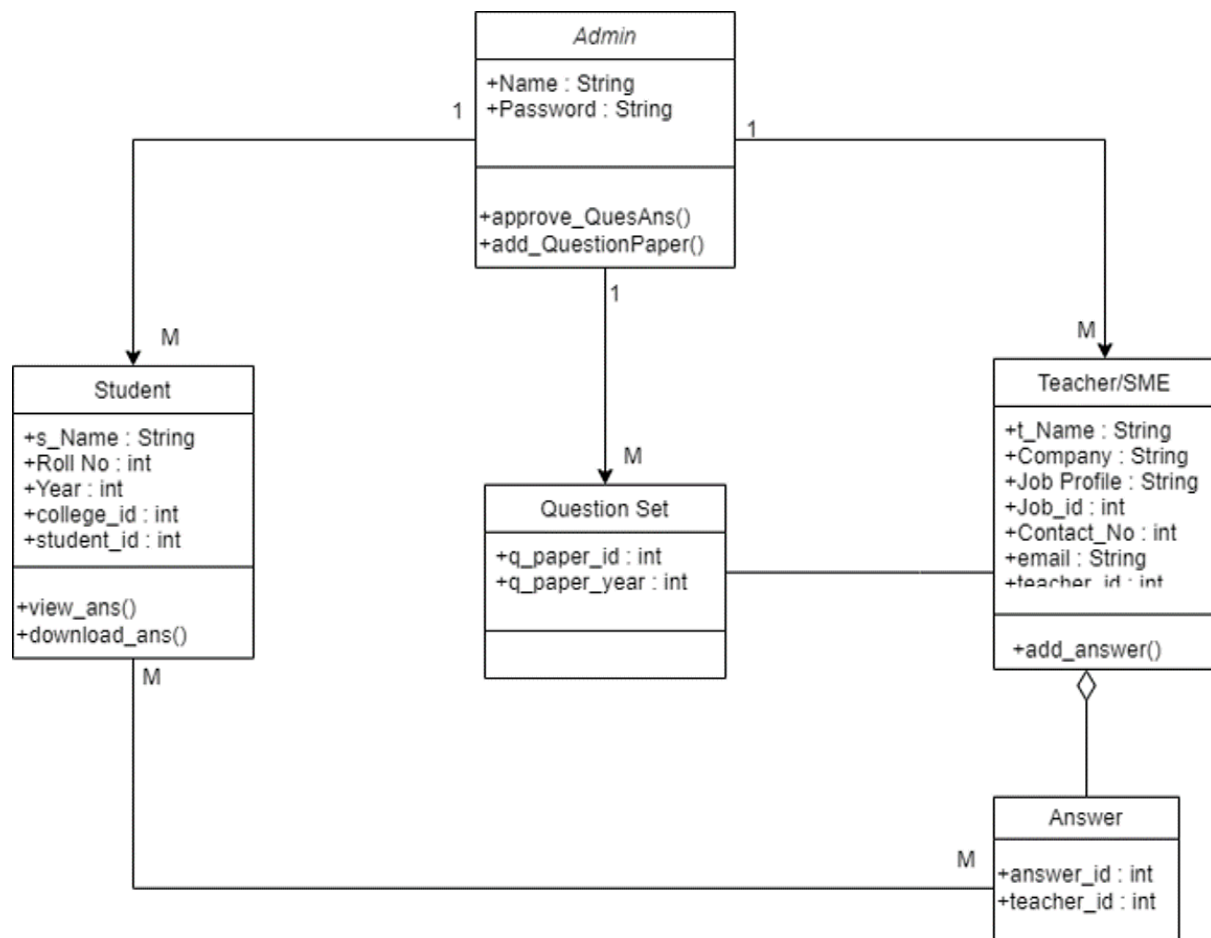 Admin
+Name : String
+Password : String
+approve_QuesAns()
+add_QuestionPaper()
1
1
1
M
M
M
Student
+s_Name : String
+Roll No : int
+Year : int
+college_id : int
+student_id : int
+view_ans()
+download_ans()
M
Question Set
+q_paper_id : int
+q_paper_year : int
Teacher/SME
+t_Name : String
+Company : String
+Job Profile : String
+Job_id : int
+Contact_No : int
+email : String
+teacher_id : int
+add_answer()
M
Answer
+answer_id : int
+teacher_id : int